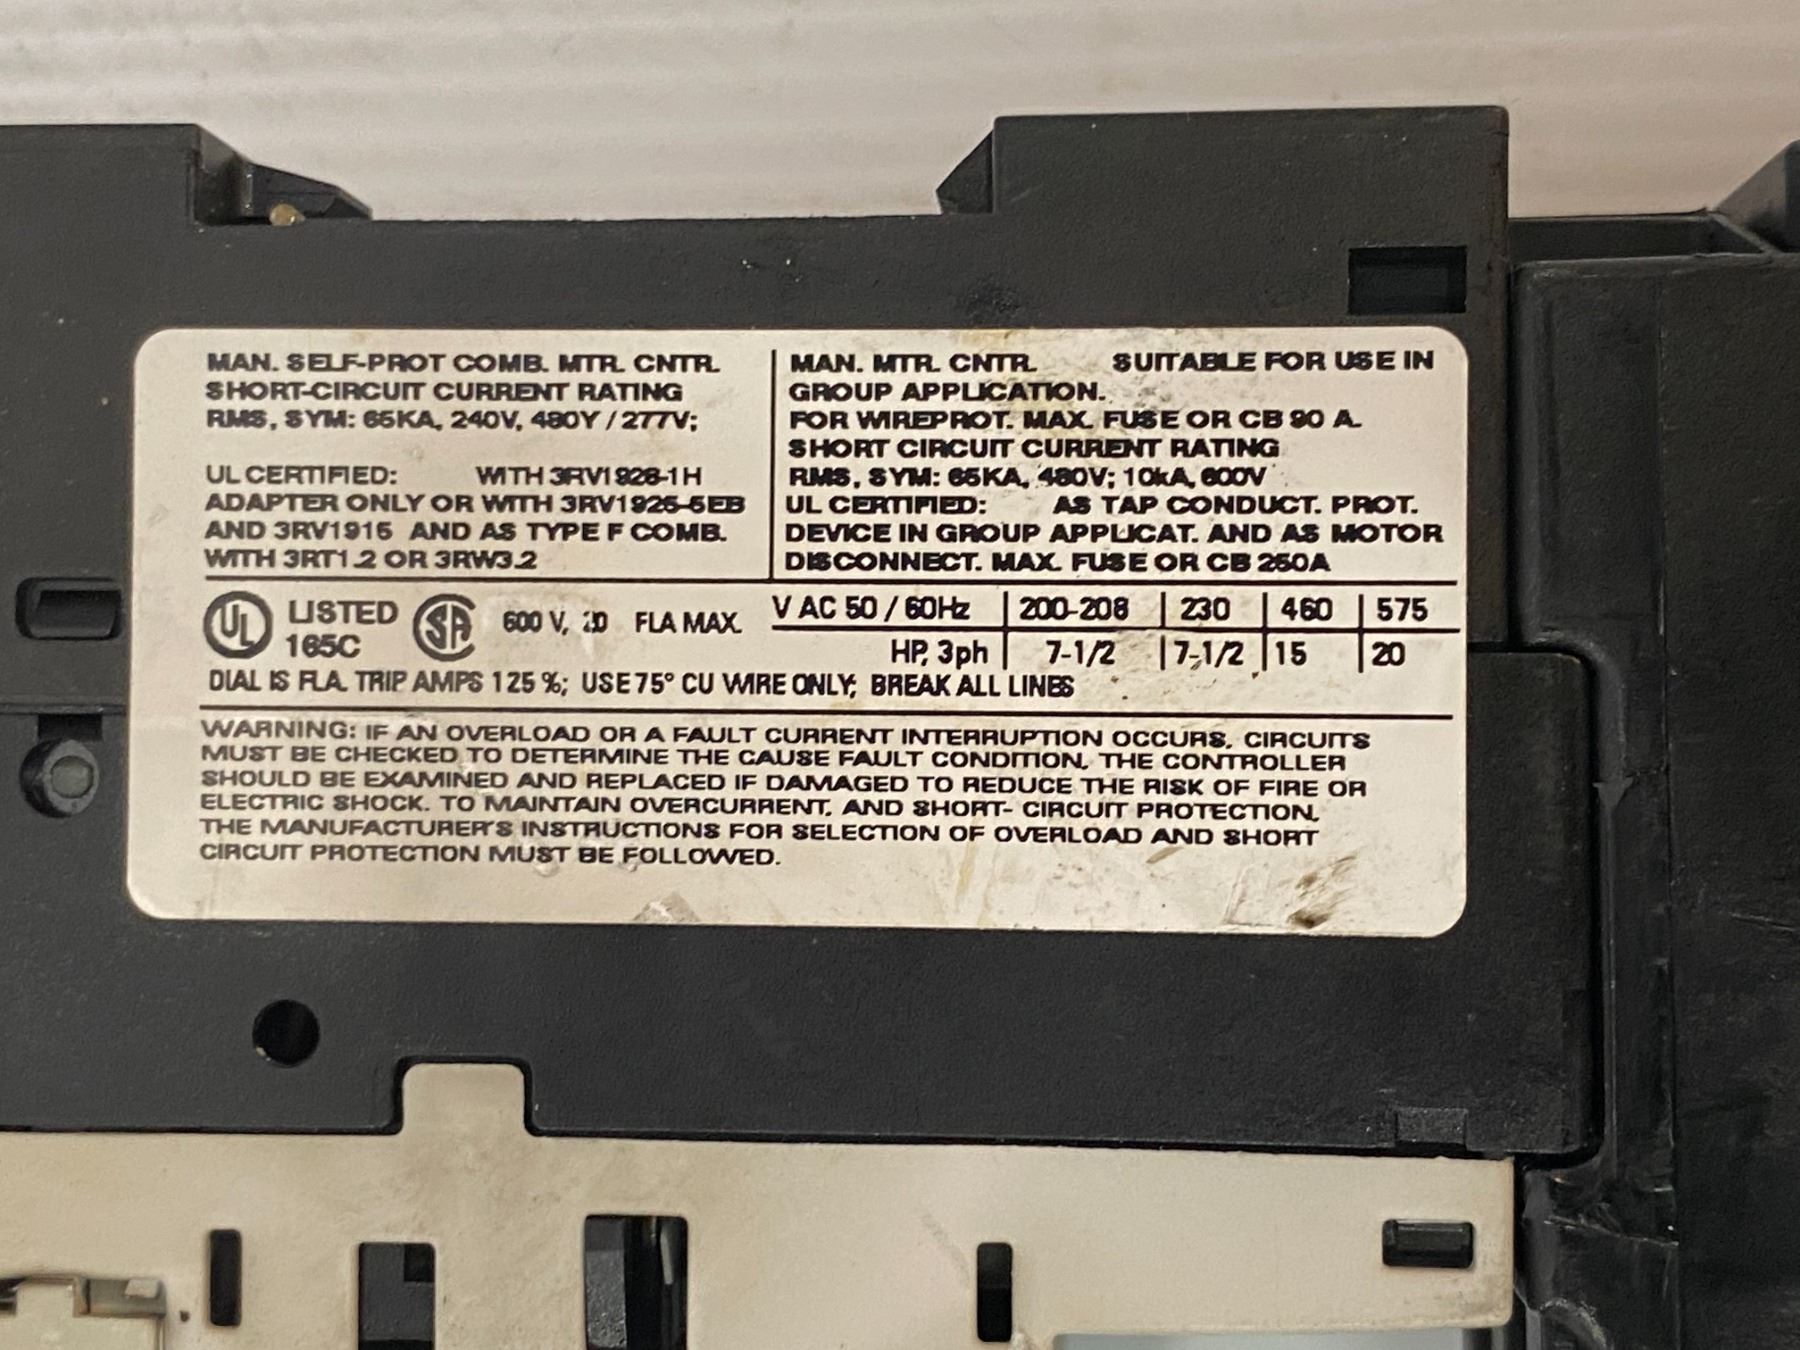 MAN. SELF-PROT COMB. MTR. CNTR.
SHORT-CIRCUIT CURRENT RATING
RMS, SYM: 65KA, 240V, 480Y / 277V;
UL CERTIFIED: WITH 3RV1928-1H
ADAPTER ONLY OR WITH 3RV1925-5EB
AND 3RV1915 AND AS TYPE F COMB.
WITH 3RT1.2 OR 3RW3.2
MAN. MTR. CNTR. SUITABLE FOR USE IN
GROUP APPLICATION.
FOR WIREPROT. MAX. FUSE OR CB 90 A.
SHORT CIRCUIT CURRENT RATING
RMS, SYM: 65KA, 480V; 10kA, 600V
UL CERTIFIED: AS TAP CONDUCT. PROT.
DEVICE IN GROUP APPLICAT. AND AS MOTOR
DISCONNECT. MAX. FUSE OR CB 250A
UL LISTED
165C
SA 600 V, 20 FLA MAX.
V AC 50 / 60Hz 200-208 230 460 575
HP, 3ph 7-1/2 7-1/2 15 20
DIAL IS FLA. TRIP AMPS 125 %; USE 75° CU WIRE ONLY; BREAK ALL LINES
WARNING: IF AN OVERLOAD OR A FAULT CURRENT INTERRUPTION OCCURS, CIRCUITS
MUST BE CHECKED TO DETERMINE THE CAUSE FAULT CONDITION, THE CONTROLLER
SHOULD BE EXAMINED AND REPLACED IF DAMAGED TO REDUCE THE RISK OF FIRE OR
ELECTRIC SHOCK. TO MAINTAIN OVERCURRENT, AND SHORT- CIRCUIT PROTECTION,
THE MANUFACTURER'S INSTRUCTIONS FOR SELECTION OF OVERLOAD AND SHORT
CIRCUIT PROTECTION MUST BE FOLLOWED.